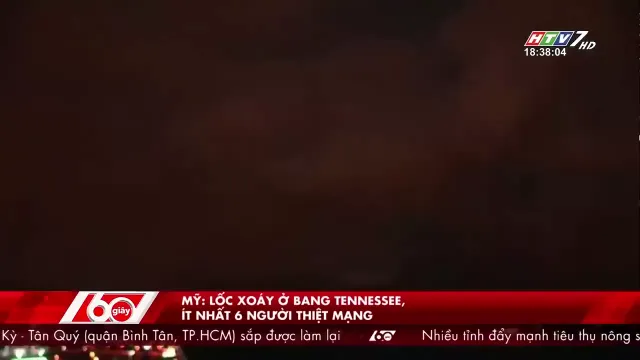 HTV7 HD
18:38:04
60 giây
MỸ: LỐC XOÁY Ở BANG TENNESSEE,
ÍT NHẤT 6 NGƯỜI THIỆT MẠNG
Kỳ - Tân Quý (quận Bình Tân, TP.HCM) sắp được làm lại 60 Nhiều tỉnh đẩy mạnh tiêu thụ nông s